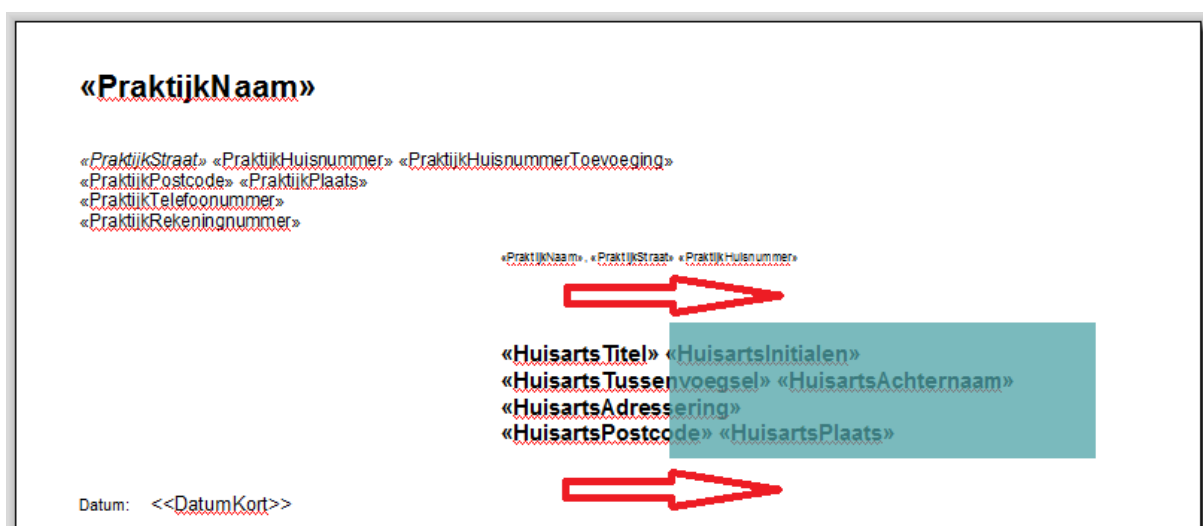 «PraktijkNaam»
«PraktijkStraat» «PraktijkHuisnummer» «PraktijkHuisnummerToevoeging»
«PraktijkPostcode» «PraktijkPlaats»
«PraktijkTelefoonummer»
«PraktijkRekeningnummer»
«PraktijkNaam», «PraktijkStraat» «PraktijkHuisnummer»
«HuisartsTitel» «HuisartsInitialen»
«HuisartsTussenvoegsel» «HuisartsAchternaam»
«HuisartsAdressering»
«HuisartsPostcode» «HuisartsPlaats»
Datum: <<DatumKort>>